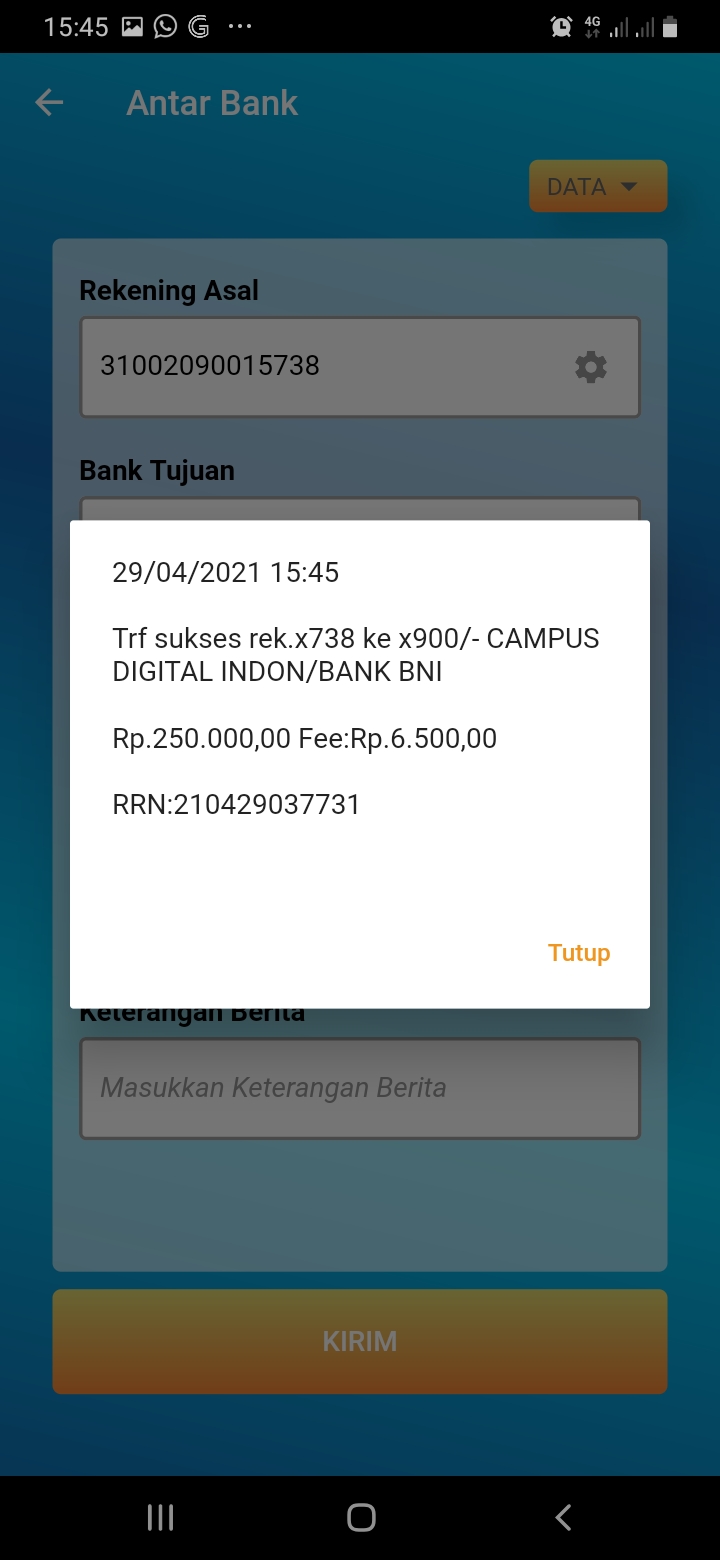 15:45
4G
Antar Bank
DATA
Rekening Asal
31002090015738
Bank Tujuan
29/04/2021 15:45
Trf sukses rek.x738 ke x900/- CAMPUS
DIGITAL INDON/BANK BNI
Rp.250.000,00 Fee:Rp.6.500,00
RRN:210429037731
Tutup
Keterangan Berita
Masukkan Keterangan Berita
KIRIM